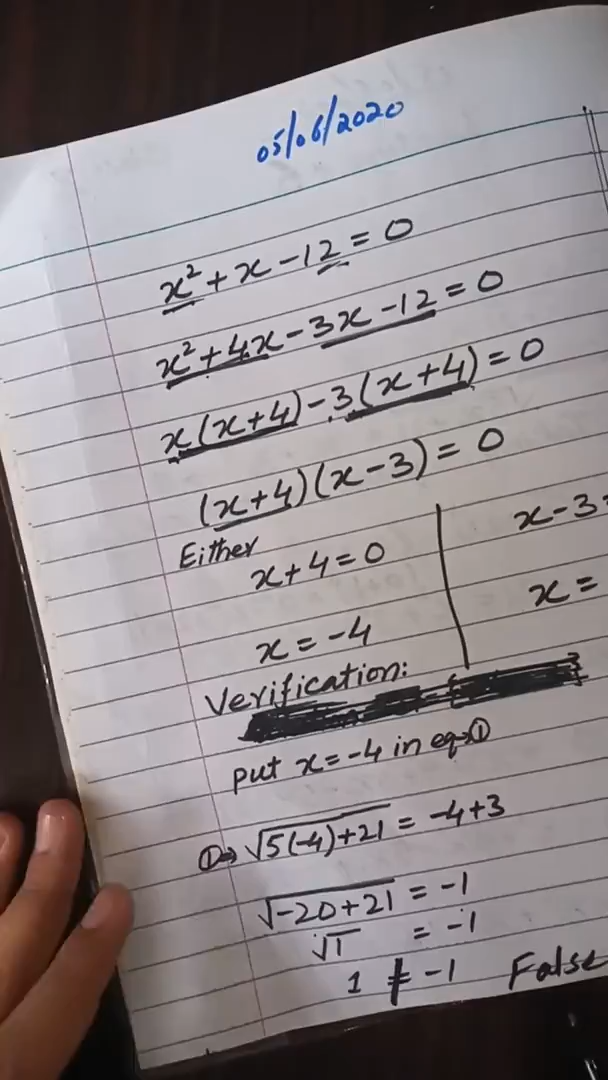 05/06/2020
x² + x - 12 = 0
x² + 4x - 3x - 12 = 0
x(x+4) - 3(x+4) = 0
(x+4)(x-3) = 0
Either
x + 4 = 0
x = -4
x - 3 =
x =
Verification:
put x = -4 in eq→①
①⇒ √5(-4)+21 = -4+3
√-20+21 = -1
√1 = -1
1 ≠ -1 False